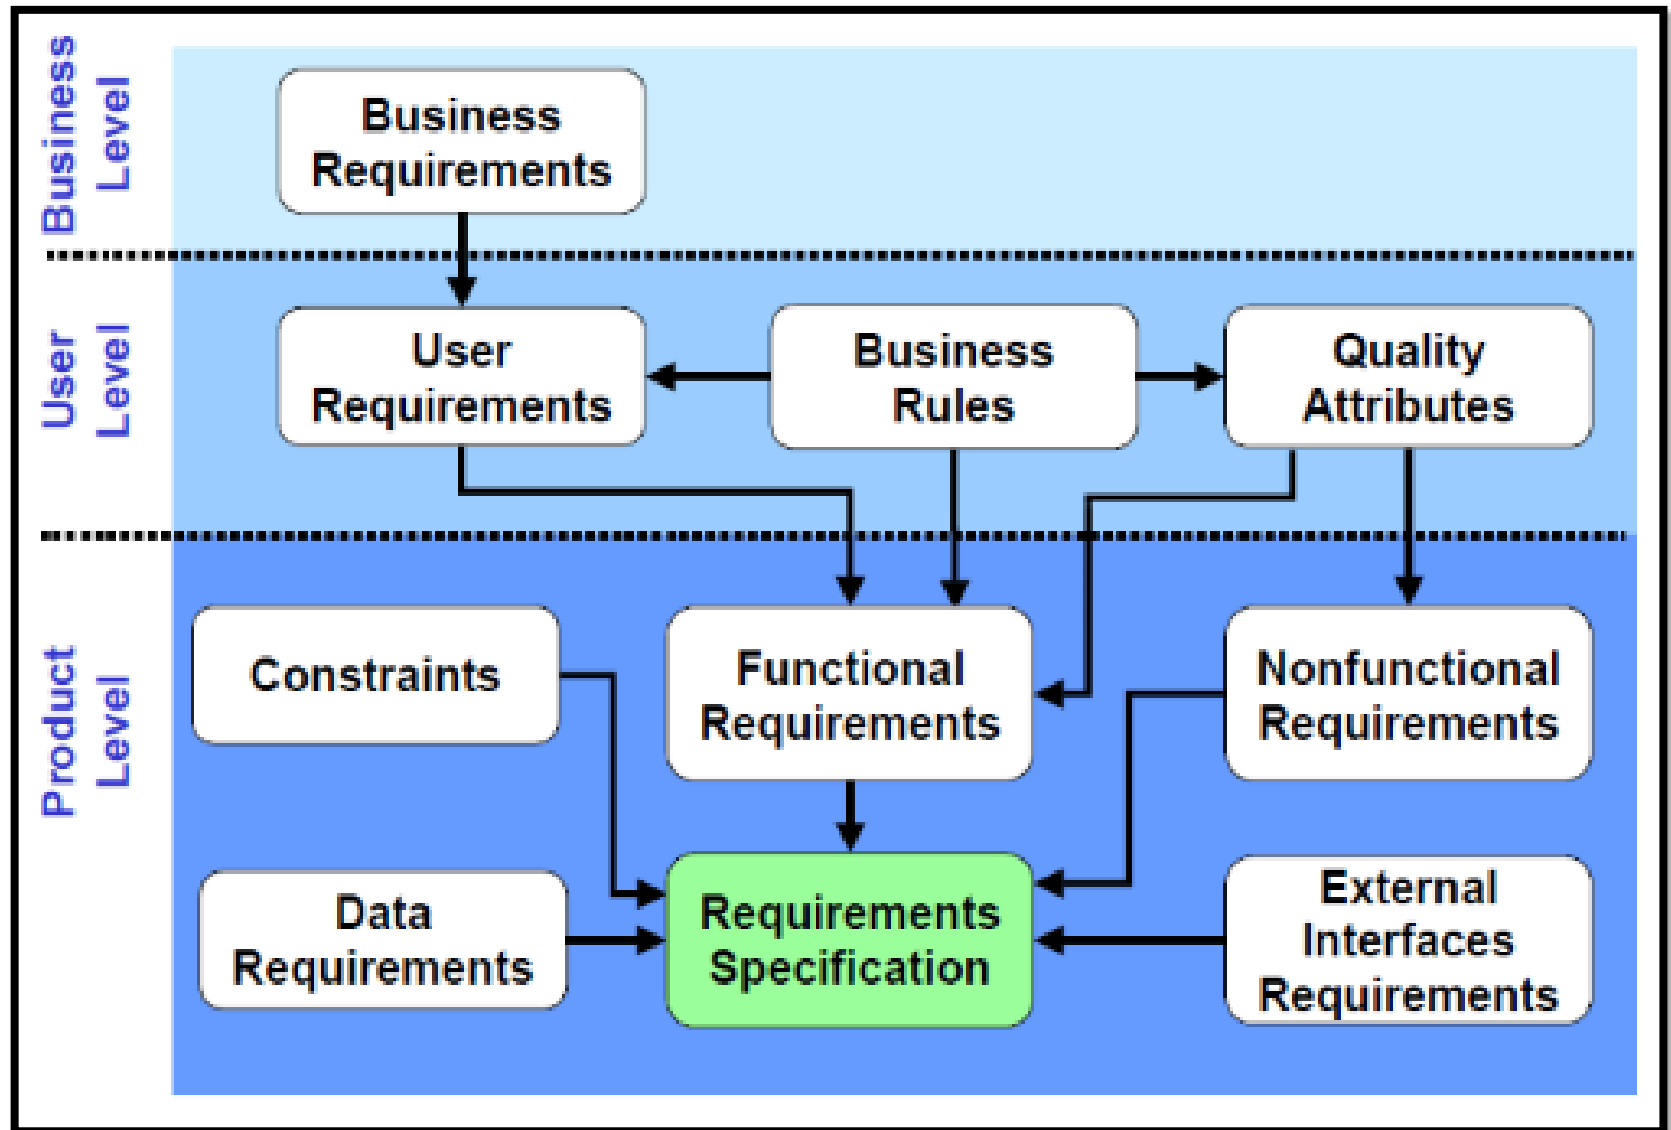 Business
Level
Business
Requirements
User
Level
User
Requirements
Business
Rules
Quality
Attributes
Product
Level
Constraints
Functional
Requirements
Nonfunctional
Requirements
Data
Requirements
Requirements
Specification
External
Interfaces
Requirements